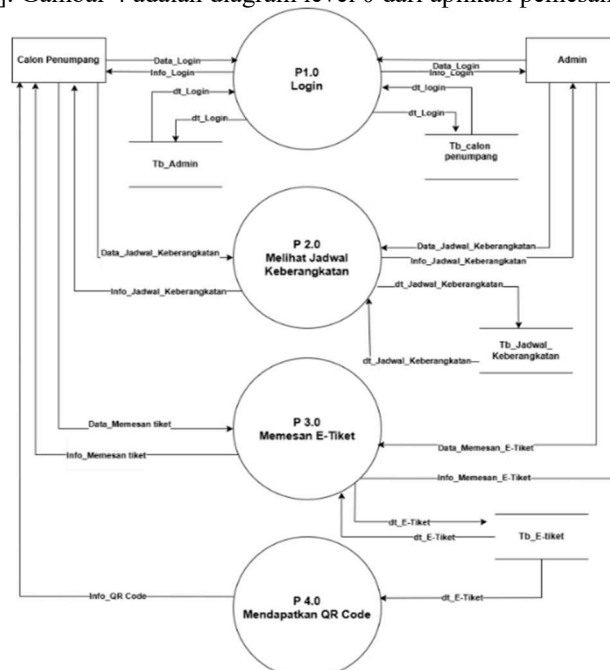 ]. Gambar 4 adalah diagram level 0 dari aplikasi pemesan
Calon Penumpang
Data_Login
Info_Login
P1.0
Login
Data_Login
Info_Login
Admin
dt_Login
dt_Login
Tb_Admin
dt_login
dt_Login
Tb_calon
penumpang
P 2.0
Melihat Jadwal
Keberangkatan
Data_Jadwal_Keberangkatan
Info_Jadwal_Keberangkatan
Data_Jadwal_Keberangkatan
Info_Jadwal_Keberangkatan
dt_Jadwal_Keberangkatan
dt_Jadwal_Keberangkatan
Tb_Jadwal_
Keberangkatan
P 3.0
Memesan E-Tiket
Data_Memesan tiket
Info_Memesan tiket
Data_Memesan_E-Tiket
Info_Memesan_E-Tiket
dt_E-Tiket
dt_E-Tiket
Tb_E-tiket
P 4.0
Mendapatkan QR Code
Info_QR Code
dt_E-Tiket